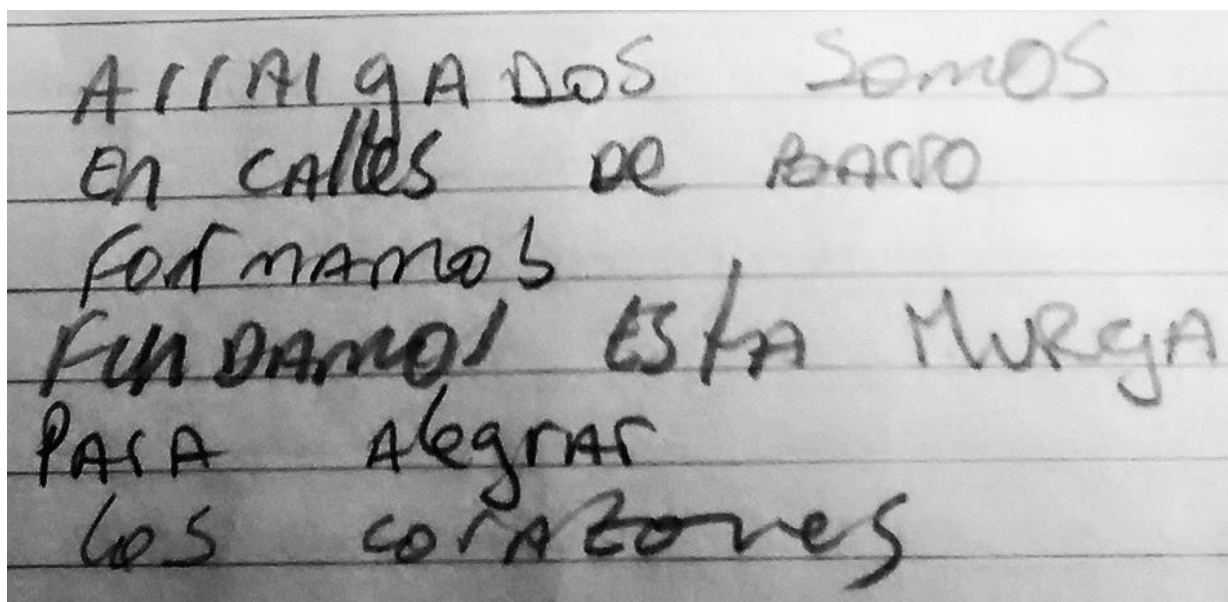 ARRAIGADOS SOMOS
En CAlles De BARRO
FORMAMOS
FUNDAMOS ESTA MURGA
PARA Alegrar
Los CORAZONES